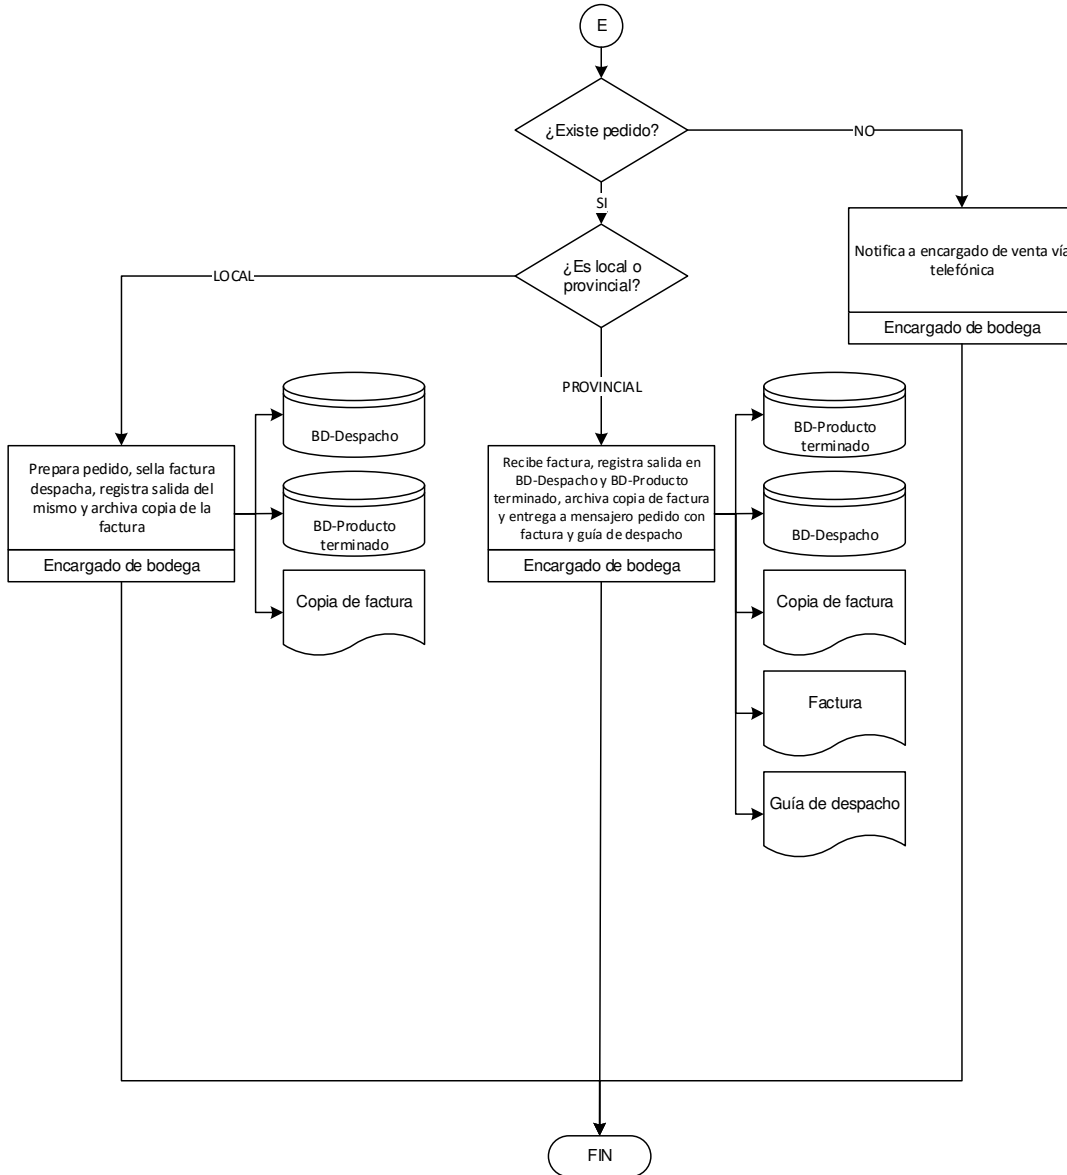 E
¿Existe pedido?
NO
SI
Notifica a encargado de venta vía
telefónica
Encargado de bodega
¿Es local o
provincial?
LOCAL
PROVINCIAL
BD-Despacho
BD-Producto
terminado
Prepara pedido, sella factura
despacha, registra salida del
mismo y archiva copia de la
factura
Encargado de bodega
BD-Producto
terminado
Copia de factura
Recibe factura, registra salida en
BD-Despacho y BD-Producto
terminado, archiva copia de factura
y entrega a mensajero pedido con
factura y guía de despacho
Encargado de bodega
BD-Despacho
Copia de factura
Factura
Guía de despacho
FIN